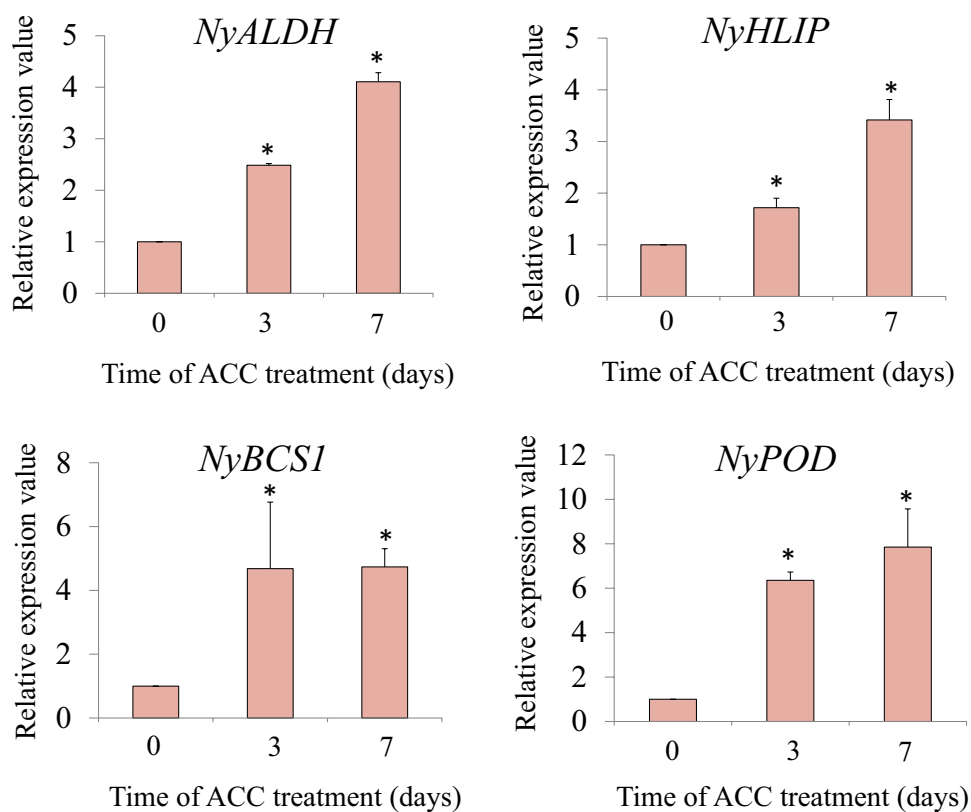 NyALDH
Relative expression value
5
4
3
2
1
0
*
*
0 3 7
Time of ACC treatment (days)
NyHLIP
Relative expression value
5
4
3
2
1
0
*
*
0 3 7
Time of ACC treatment (days)
NyBCS1
Relative expression value
8
6
4
2
0
*
*
0 3 7
Time of ACC treatment (days)
NyPOD
Relative expression value
12
10
8
6
4
2
0
*
*
0 3 7
Time of ACC treatment (days)